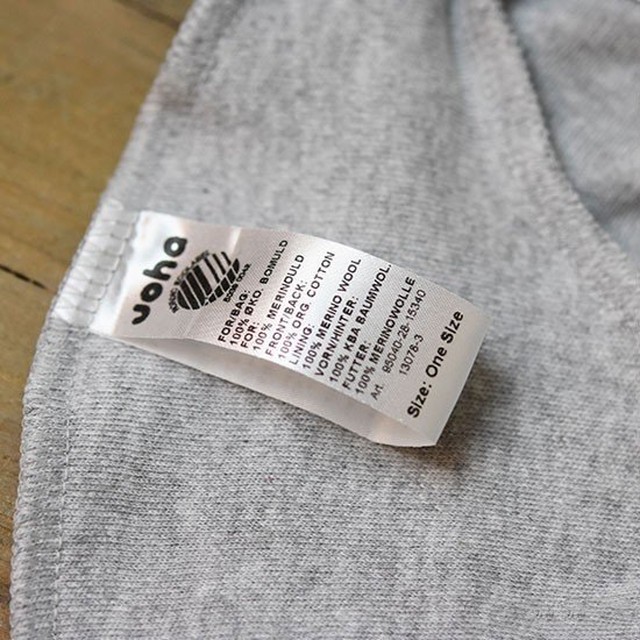 Joha
FOR/BAG:
100% ØKO. BOMULD
FOR:
100% MERINOULD
FRONT/BACK:
100% ORG. COTTON
LINING:
100% MERINO WOOL
VORN/HINTER:
100% KBA BAUMWOL.
FUTTER:
100% MERINOWOLLE
Art. 95040-28-15340
13078-3
Size: One Size